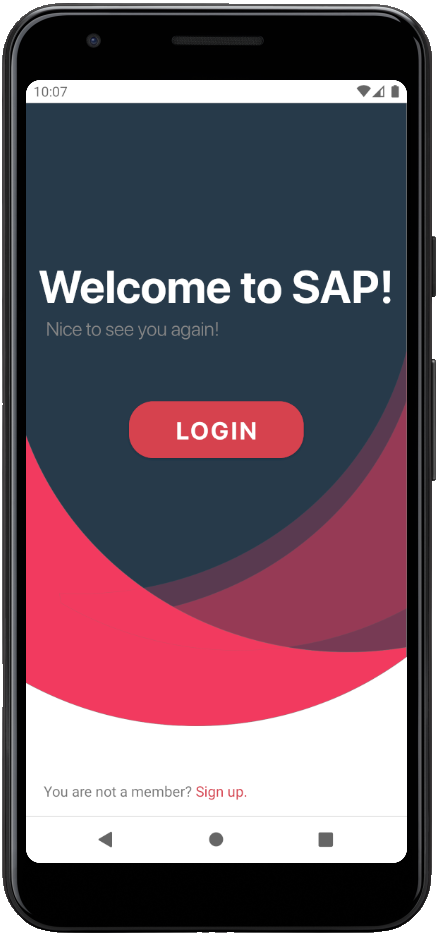 10:07
Welcome to SAP!
Nice to see you again!
LOGIN
You are not a member? Sign up.